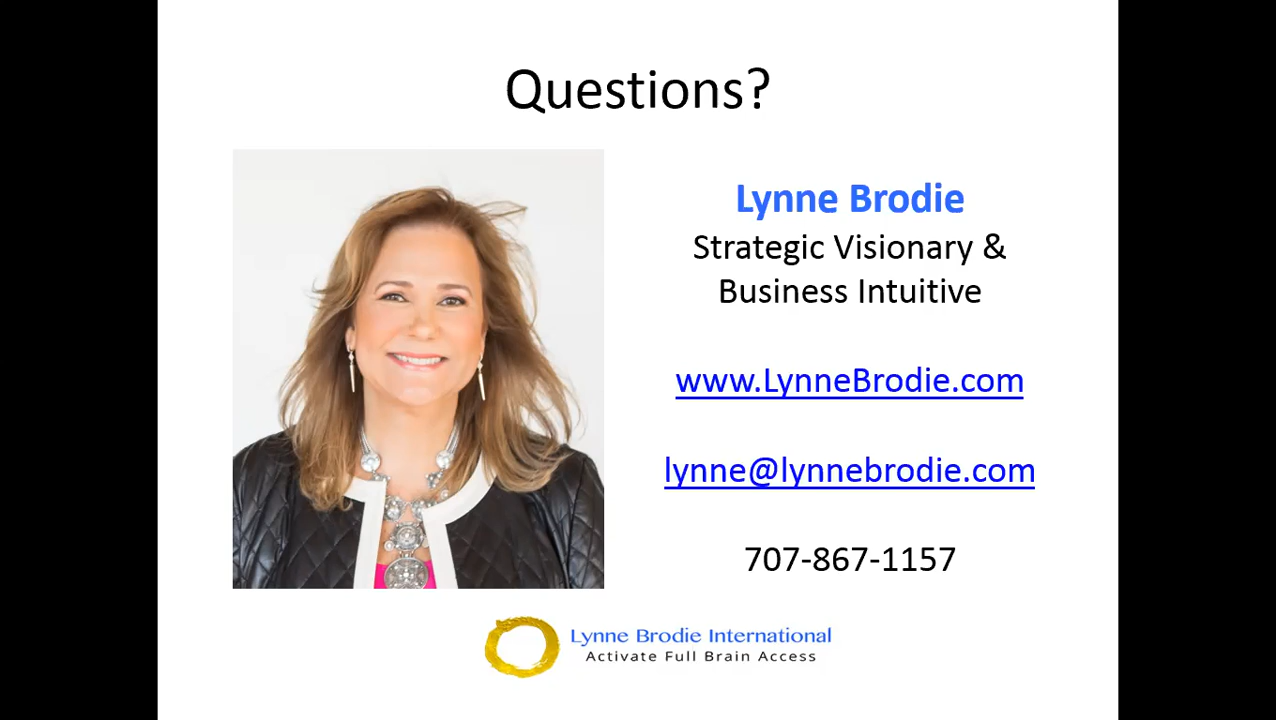 Questions?
Lynne Brodie
Strategic Visionary &
Business Intuitive
www.LynneBrodie.com
lynne@lynnebrodie.com
707-867-1157
Lynne Brodie International
Activate Full Brain Access